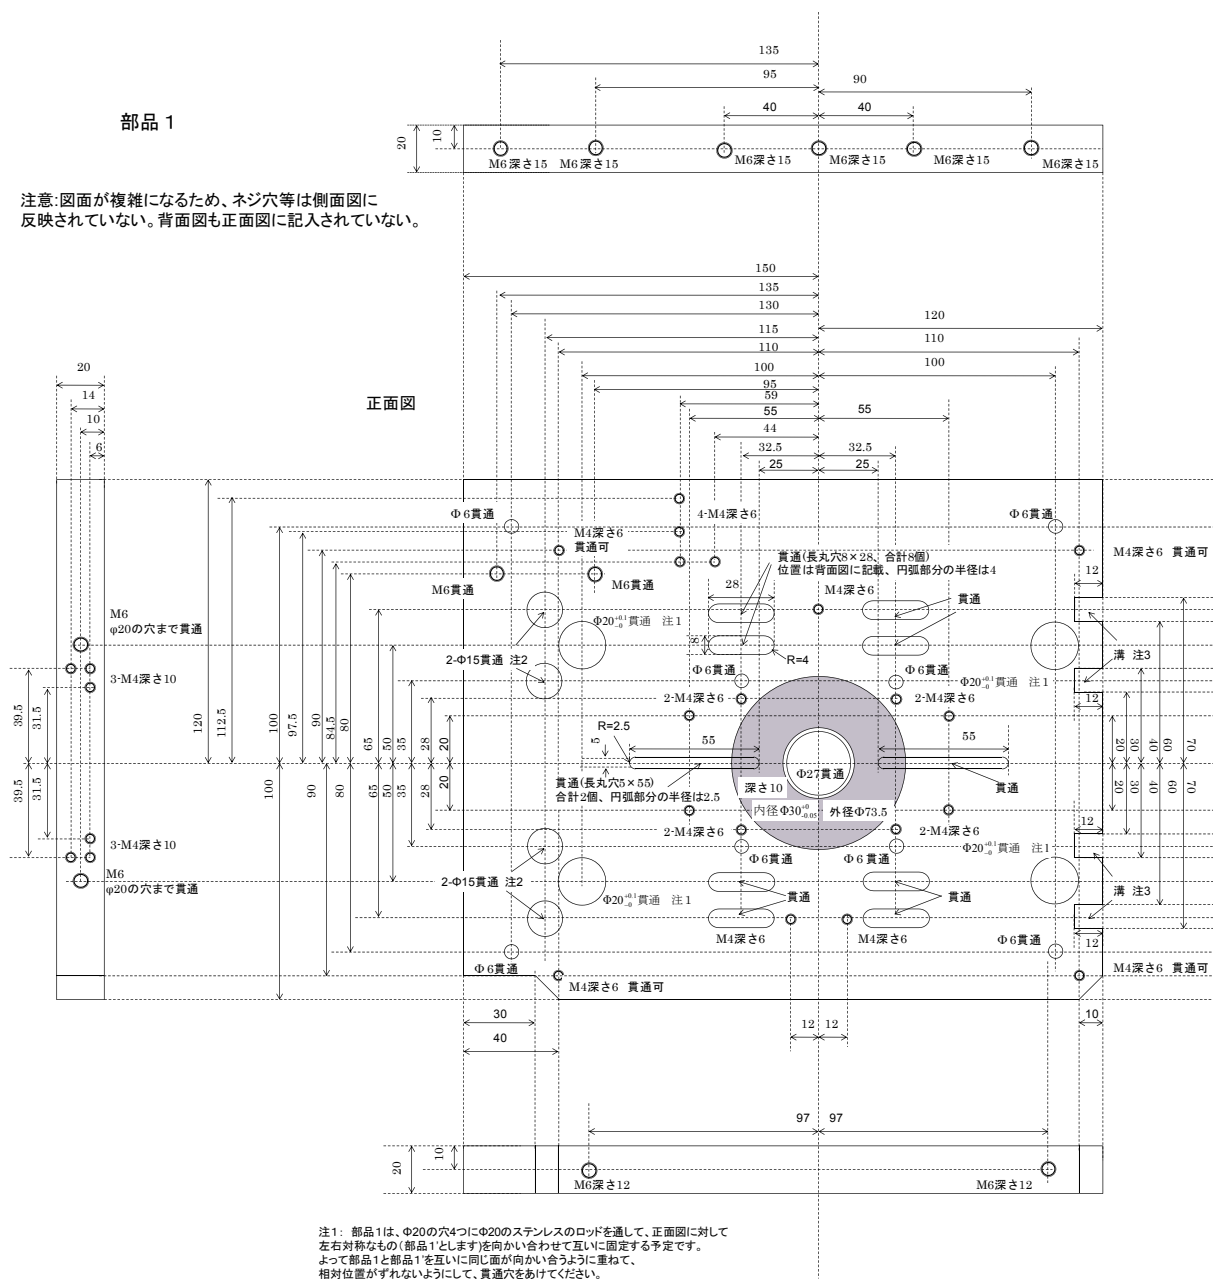 135
95
90
40
40
部品 1
20
10
M6深さ15
M6深さ15
M6深さ15
M6深さ15
M6深さ15
M6深さ15
注意:図面が複雑になるため、ネジ穴等は側面図に
反映されていない。背面図も正面図に記入されていない。
150
135
130
120
115
110
110
100
100
95
59
55
55
44
32.5
32.5
25
25
20
14
10
6
正面図
Φ6貫通
4-M4深さ6
Φ6貫通
M4深さ6
貫通可
貫通(長丸穴8×28、合計8個)
位置は背面図に記載、円弧部分の半径は4
M4深さ6 貫通可
12
M6貫通
M6貫通
28
M4深さ6
貫通
M6
φ20の穴まで貫通
Φ20+0.1-0貫通 注1
8
R=4
溝 注3
2-Φ15貫通 注2
Φ6貫通
Φ6貫通
Φ20+0.1-0貫通 注1
3-M4深さ10
2-M4深さ6
2-M4深さ6
12
39.5
31.5
120
112.5
100
97.5
90
84.5
80
65
50
35
28
20
R=2.5
5
55
55
20
30
40
60
70
Φ27貫通
貫通(長丸穴5×55)
合計2個、円弧部分の半径は2.5
深さ10
貫通
内径Φ30+0-0.05
外径Φ73.5
39.5
31.5
100
90
80
65
50
35
28
20
20
30
40
60
70
2-M4深さ6
2-M4深さ6
12
3-M4深さ10
Φ6貫通
Φ6貫通
Φ20+0.1-0貫通 注1
M6
φ20の穴まで貫通
2-Φ15貫通 注2
Φ20+0.1-0貫通 注1
貫通
貫通
溝 注3
M4深さ6
M4深さ6
12
Φ6貫通
Φ6貫通
M4深さ6 貫通可
M4深さ6 貫通可
30
12
12
10
40
97
97
20
10
M6深さ12
M6深さ12
注1: 部品1は、Φ20の穴4つにΦ20のステンレスのロッドを通して、正面図に対して
左右対称なもの(部品1'とします)を向かい合わせて互いに固定する予定です。
よって部品1と部品1'を互いに同じ面が向かい合うように重ねて、
相対位置がずれないようにして、貫通穴をあけてください。